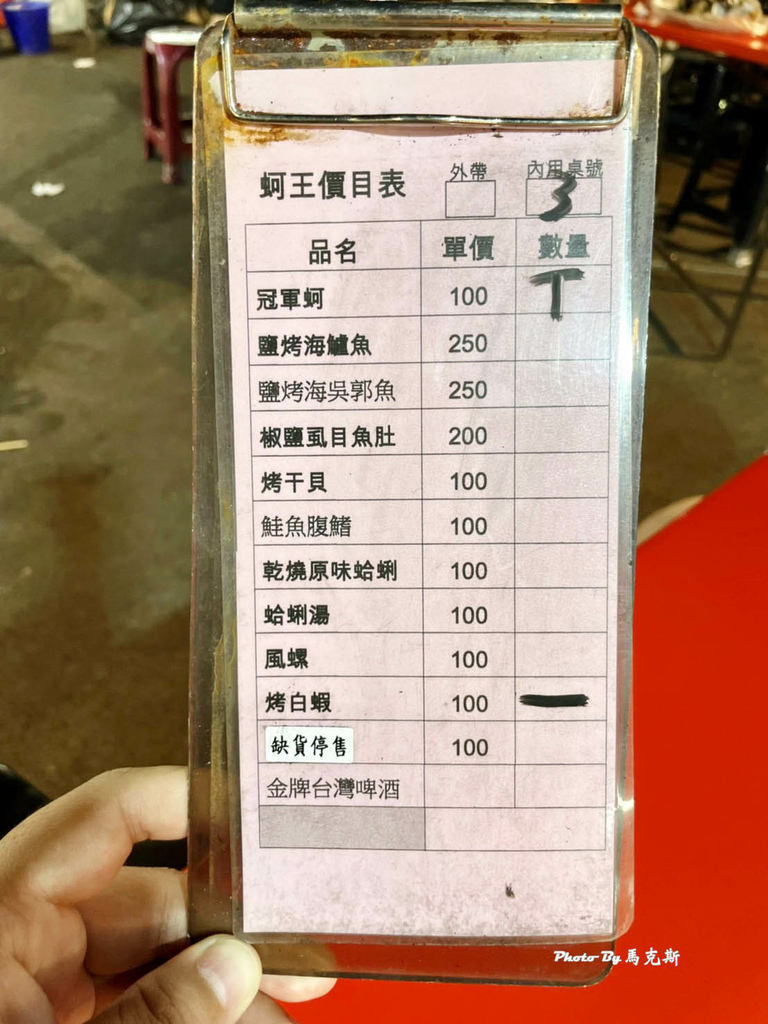 外帶 內用桌號
蚵王價目表 3
品名 單價 數量
冠軍蚵 100 T
鹽烤海鱸魚 250
鹽烤海吳郭魚 250
椒鹽虱目魚肚 200
烤干貝 100
鮭魚腹鰭 100
乾燒原味蛤蜊 100
蛤蜊湯 100
風螺 100
烤白蝦 100 一
缺貨停售 100
金牌台灣啤酒
Photo By 馬克斯